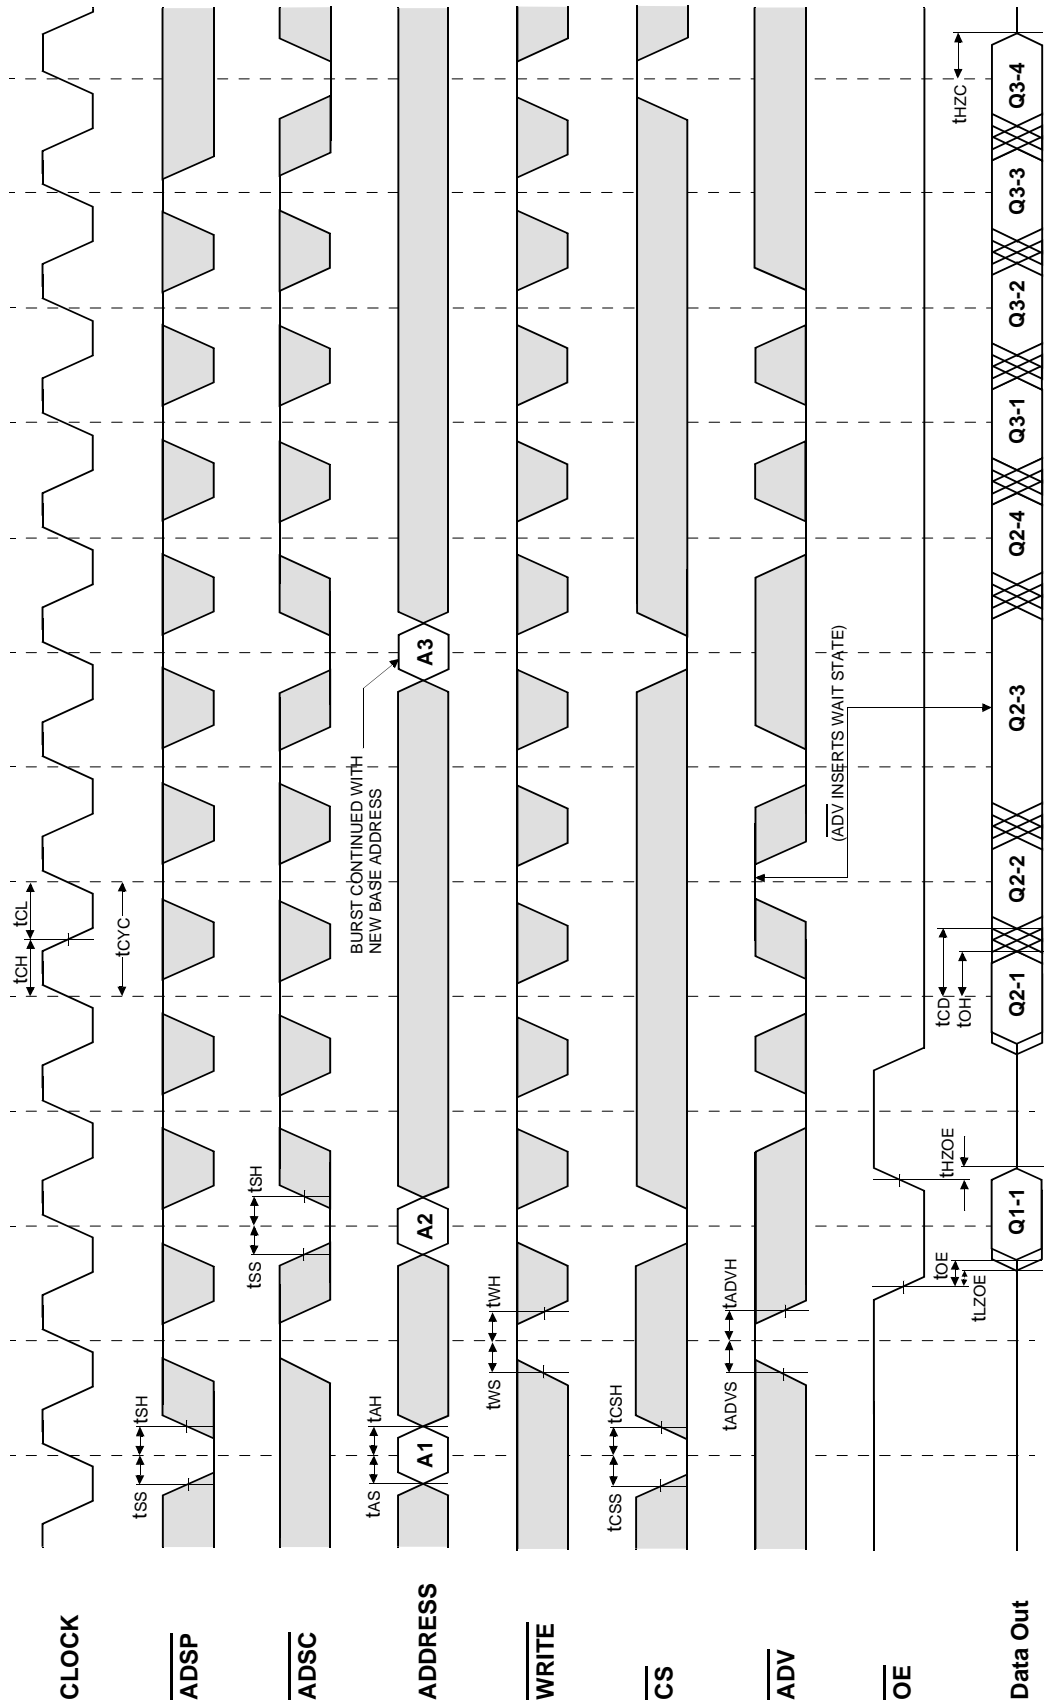 CLOCK
tCH
tCL
tCYC
ADSP
tSS
tSH
ADSC
tSS
tSH
BURST CONTINUED WITH
NEW BASE ADDRESS
ADDRESS
tAS
tAH
A1
A2
A3
WRITE
tWS
tWH
CS
tCSS
tCSH
ADV
tADVS
tADVH
(ADV INSERTS WAIT STATE)
OE
tOE
tLZOE
tHZOE
tCD
tOH
tHZC
Data Out
Q1-1
Q2-1
Q2-2
Q2-3
Q2-4
Q3-1
Q3-2
Q3-3
Q3-4